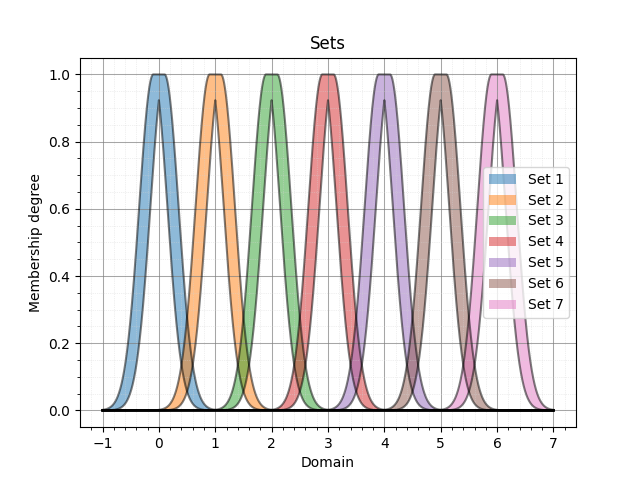 Sets
1.0
0.8
0.6
0.4
0.2
0.0
Membership degree
Set 1
Set 2
Set 3
Set 4
Set 5
Set 6
Set 7
−1 0 1 2 3 4 5 6 7
Domain